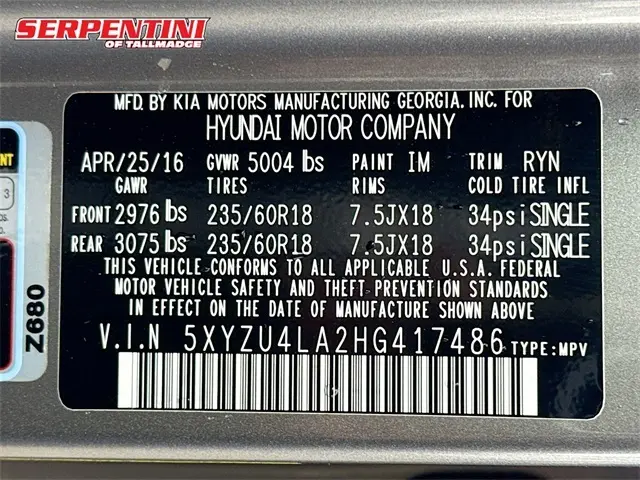 SERPENTINI
OF TALLMADGE
MFD. BY KIA MOTORS MANUFACTURING GEORGIA, INC. FOR
HYUNDAI MOTOR COMPANY
APR/25/16 GVWR 5004 lbs PAINT IM TRIM RYN
GAWR TIRES RIMS COLD TIRE INFL
FRONT 2976 lbs 235/60R18 7.5JX18 34psi SINGLE
REAR 3075 lbs 235/60R18 7.5JX18 34psi SINGLE
THIS VEHICLE CONFORMS TO ALL APPLICABLE U.S.A. FEDERAL
MOTOR VEHICLE SAFETY AND THEFT PREVENTION STANDARDS
IN EFFECT ON THE DATE OF MANUFACTURE SHOWN ABOVE
V.I.N 5XYZU4LA2HG417486 TYPE:MPV
Z680
3